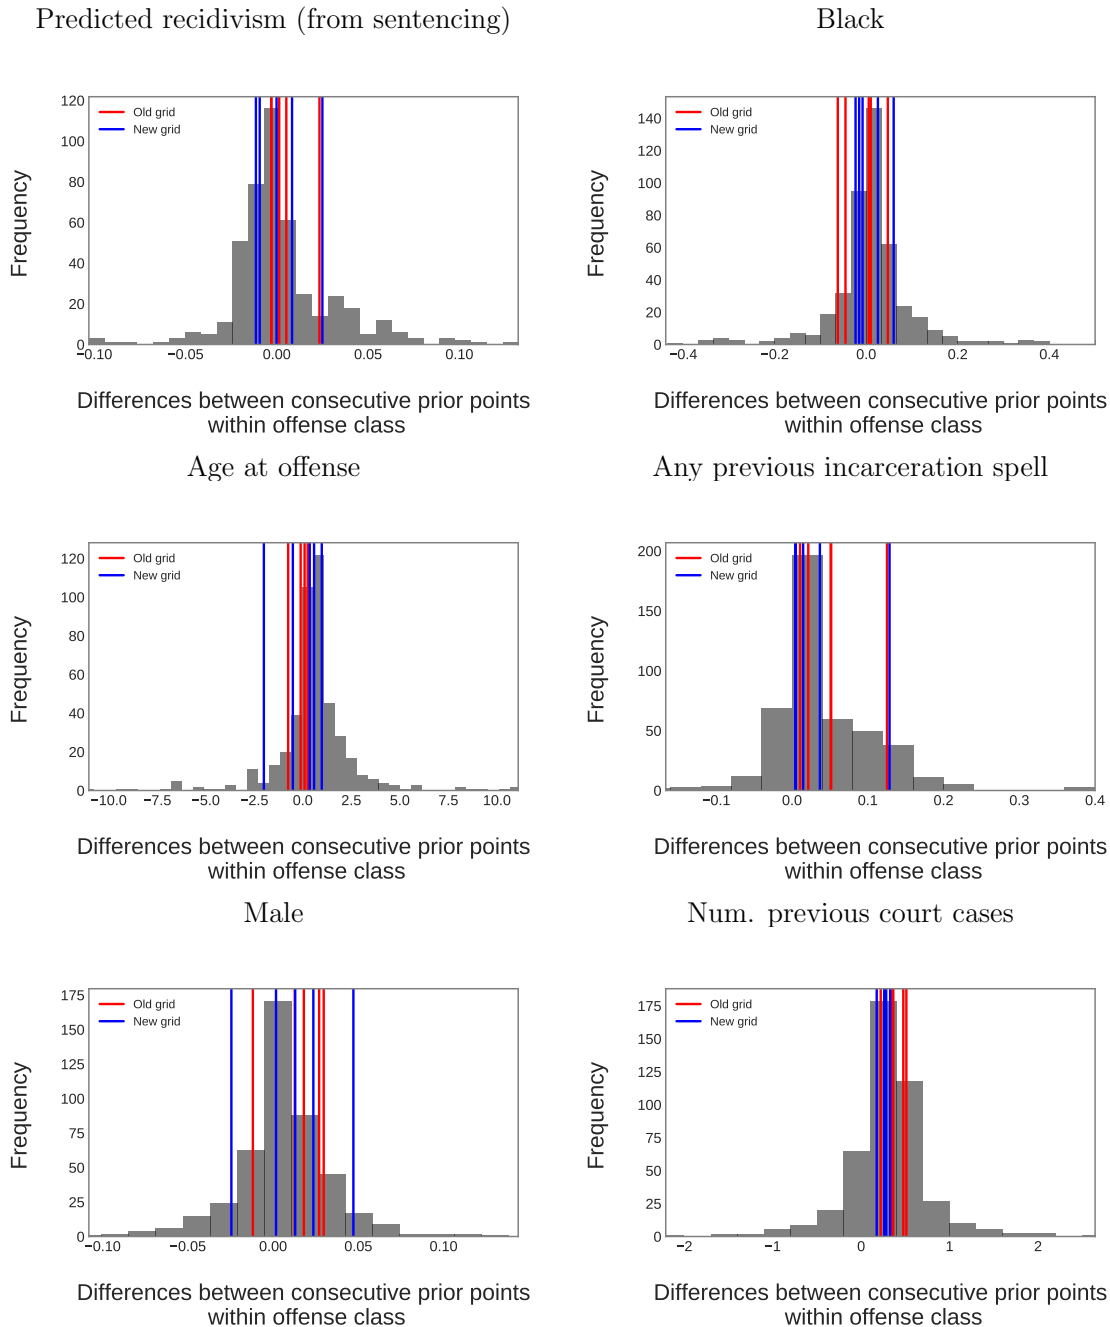 Predicted recidivism (from sentencing)
120
100
80
60
40
20
0
Frequency
Old grid
New grid
−0.10
−0.05
0.00
0.05
0.10
Differences between consecutive prior points
within offense class
Black
140
120
100
80
60
40
20
0
Frequency
Old grid
New grid
−0.4
−0.2
0.0
0.2
0.4
Differences between consecutive prior points
within offense class
Age at offense
120
100
80
60
40
20
0
Frequency
Old grid
New grid
−10.0
−7.5
−5.0
−2.5
0.0
2.5
5.0
7.5
10.0
Differences between consecutive prior points
within offense class
Any previous incarceration spell
200
150
100
50
0
Frequency
Old grid
New grid
−0.1
0.0
0.1
0.2
0.3
0.4
Differences between consecutive prior points
within offense class
Male
175
150
125
100
75
50
25
0
Frequency
Old grid
New grid
−0.10
−0.05
0.00
0.05
0.10
Differences between consecutive prior points
within offense class
Num. previous court cases
175
150
125
100
75
50
25
0
Frequency
Old grid
New grid
−2
−1
0
1
2
Differences between consecutive prior points
within offense class